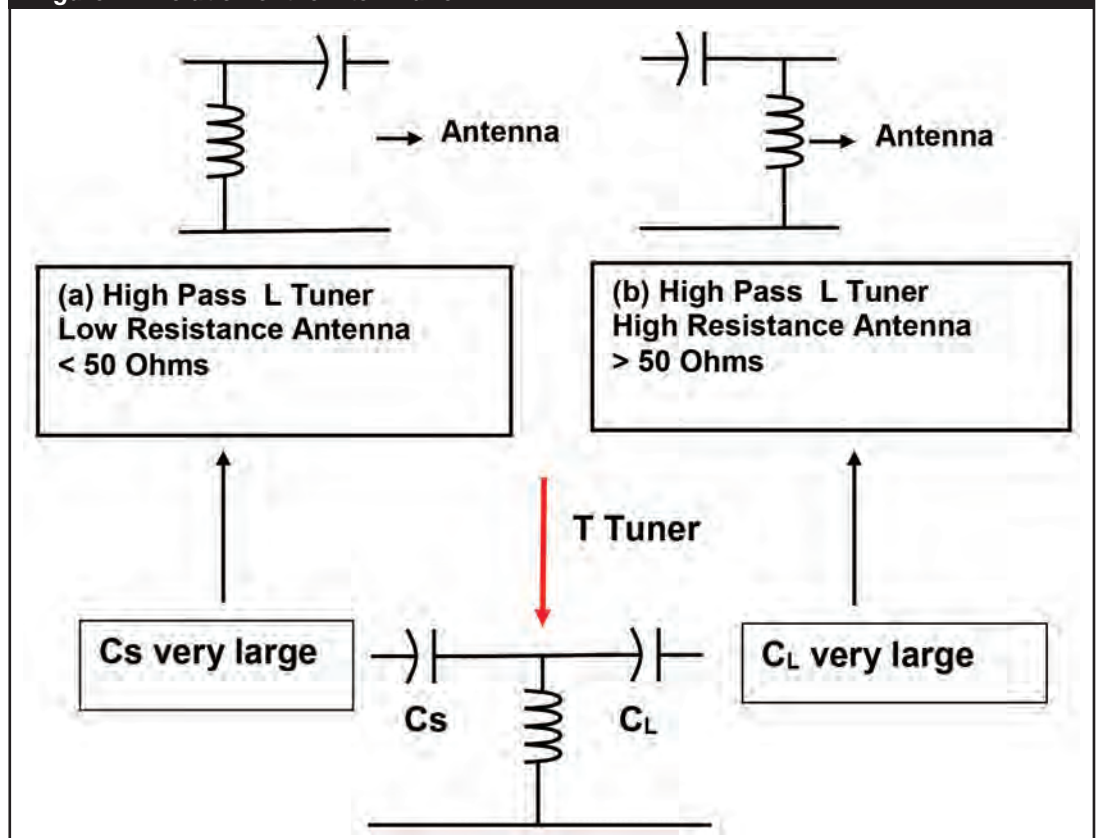 Antenna
Antenna
(a) High Pass L Tuner
Low Resistance Antenna
< 50 Ohms
(b) High Pass L Tuner
High Resistance Antenna
> 50 Ohms
T Tuner
Cs very large
CL very large
Cs
CL